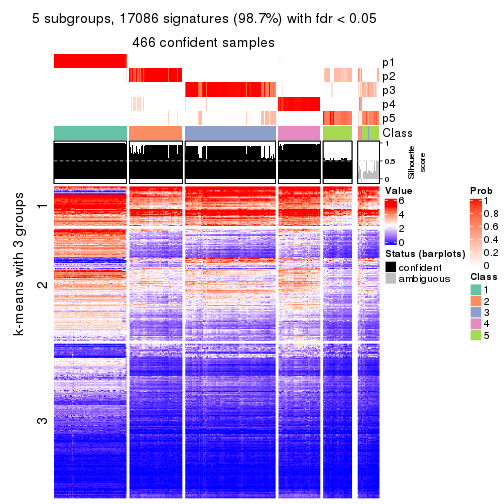 5 subgroups, 17086 signatures (98.7%) with fdr < 0.05
466 confident samples
p1
p2
p3
p4
p5
Class
1
0.5
0
Silhouette
score
k-means with 3 groups
1
2
3
Value
6
4
2
0
Status (barplots)
confident
ambiguous
Prob
1
0.8
0.6
0.4
0.2
0
Class
1
2
3
4
5